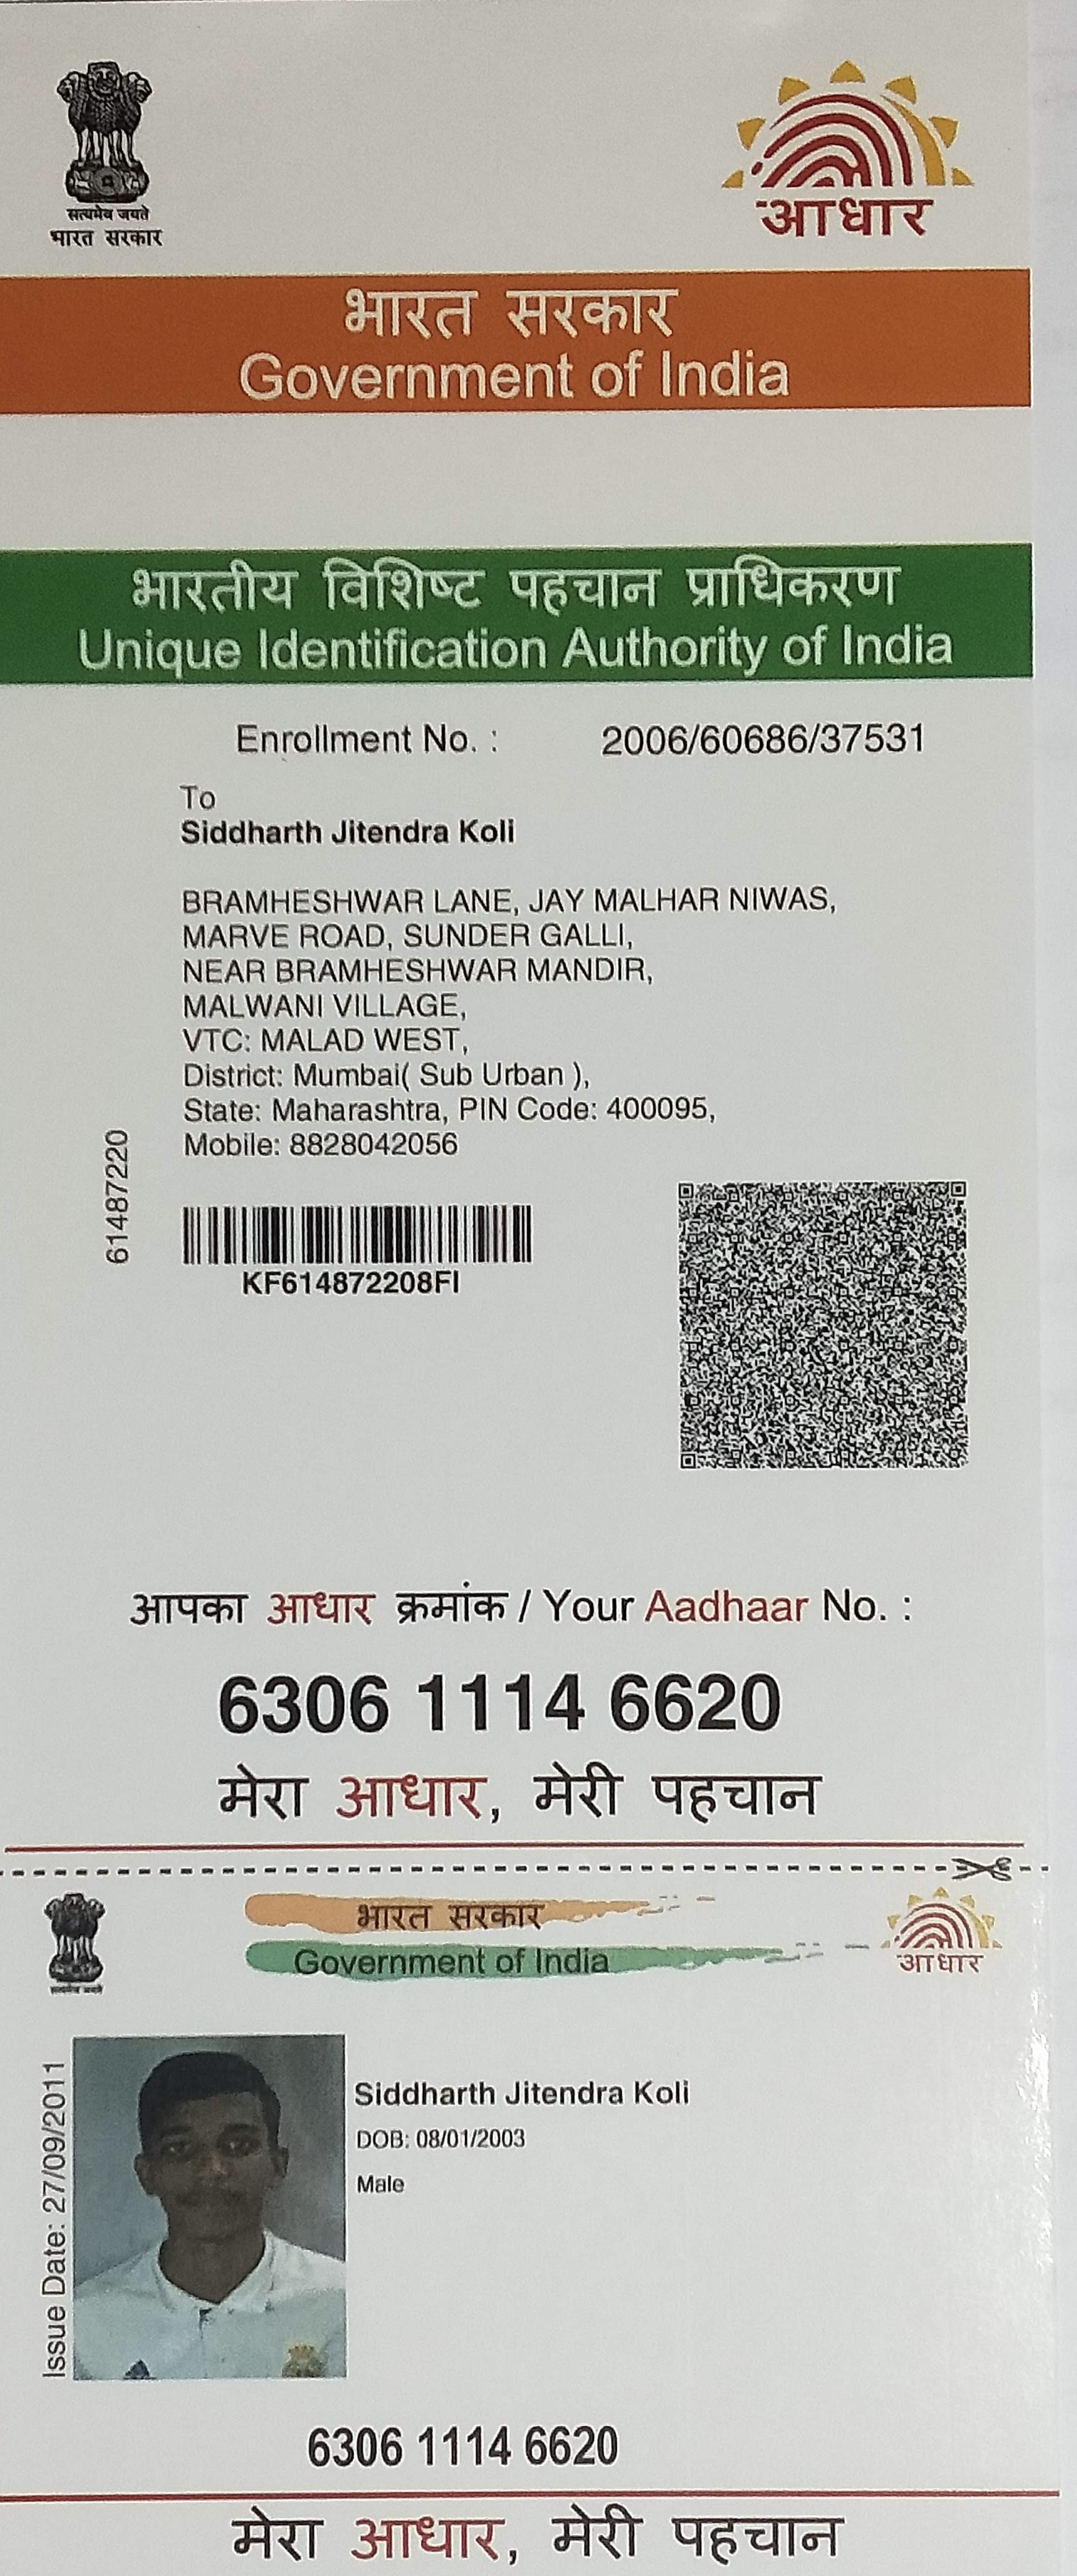 सत्यमेव जयते
भारत सरकार
आधार
भारत सरकार
Government of India
भारतीय विशिष्ट पहचान प्राधिकरण
Unique Identification Authority of India
Enrollment No. : 2006/60686/37531
To
Siddharth Jitendra Koli
BRAMHESHWAR LANE, JAY MALHAR NIWAS,
MARVE ROAD, SUNDER GALLI,
NEAR BRAMHESHWAR MANDIR,
MALWANI VILLAGE,
VTC: MALAD WEST,
District: Mumbai( Sub Urban ),
State: Maharashtra, PIN Code: 400095,
Mobile: 8828042056
61487220
KF614872208FI
आपका आधार क्रमांक / Your Aadhaar No. :
6306 1114 6620
मेरा आधार, मेरी पहचान
भारत सरकार
Government of India
सत्यमेव जयते
आधार
Issue Date: 27/09/2011
Siddharth Jitendra Koli
DOB: 08/01/2003
Male
6306 1114 6620
मेरा आधार, मेरी पहचान